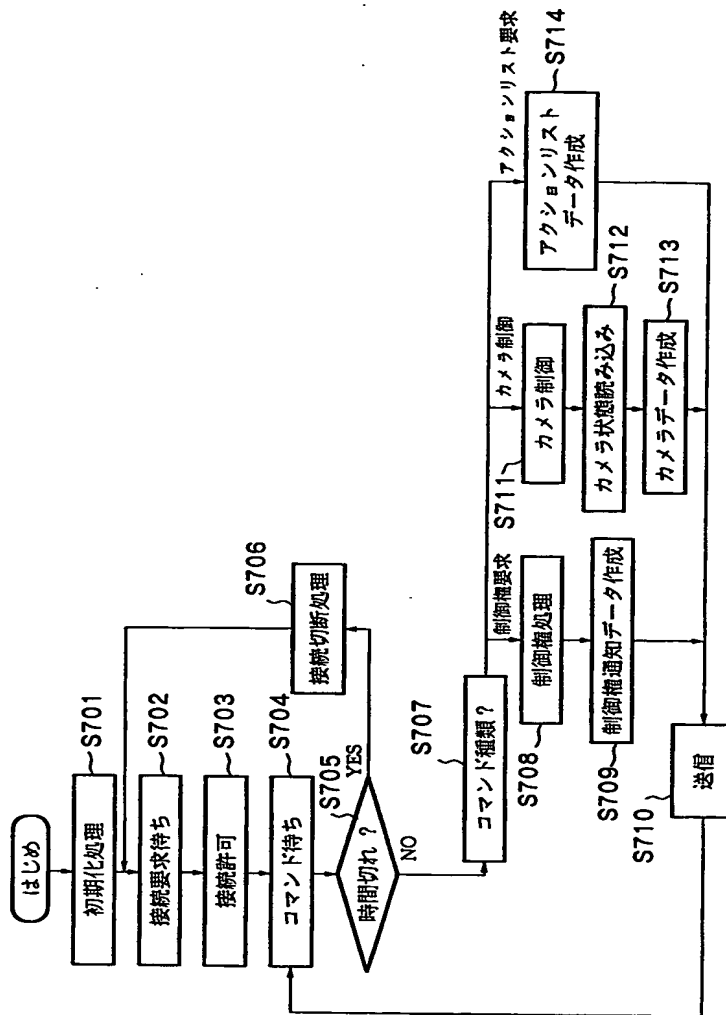 はじめ
初期化処理
S701
接続要求待ち
S702
接続許可
S703
コマンド待ち
S704
時間切れ?
S705
YES
NO
接続切断処理
S706
コマンド種類?
S707
制御権要求
制御権処理
S708
制御権通知データ作成
S709
送信
S710
カメラ制御
カメラ制御
S711
カメラ状態読み込み
S712
カメラデータ作成
S713
アクションリスト要求
アクションリスト
データ作成
S714